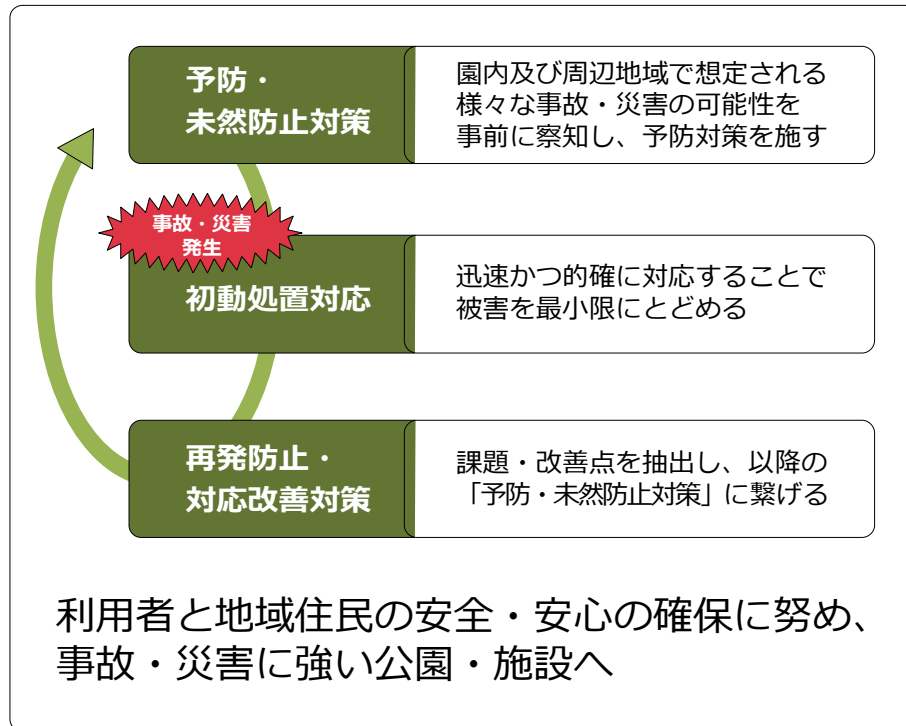 予防・
未然防止対策
園内及び周辺地域で想定される
様々な事故・災害の可能性を
事前に察知し、予防対策を施す
事故・災害
発生
初動処置対応
迅速かつ的確に対応することで
被害を最小限にとどめる
再発防止・
対応改善対策
課題・改善点を抽出し、以降の
「予防・未然防止対策」に繋げる
利用者と地域住民の安全・安心の確保に努め、
事故・災害に強い公園・施設へ